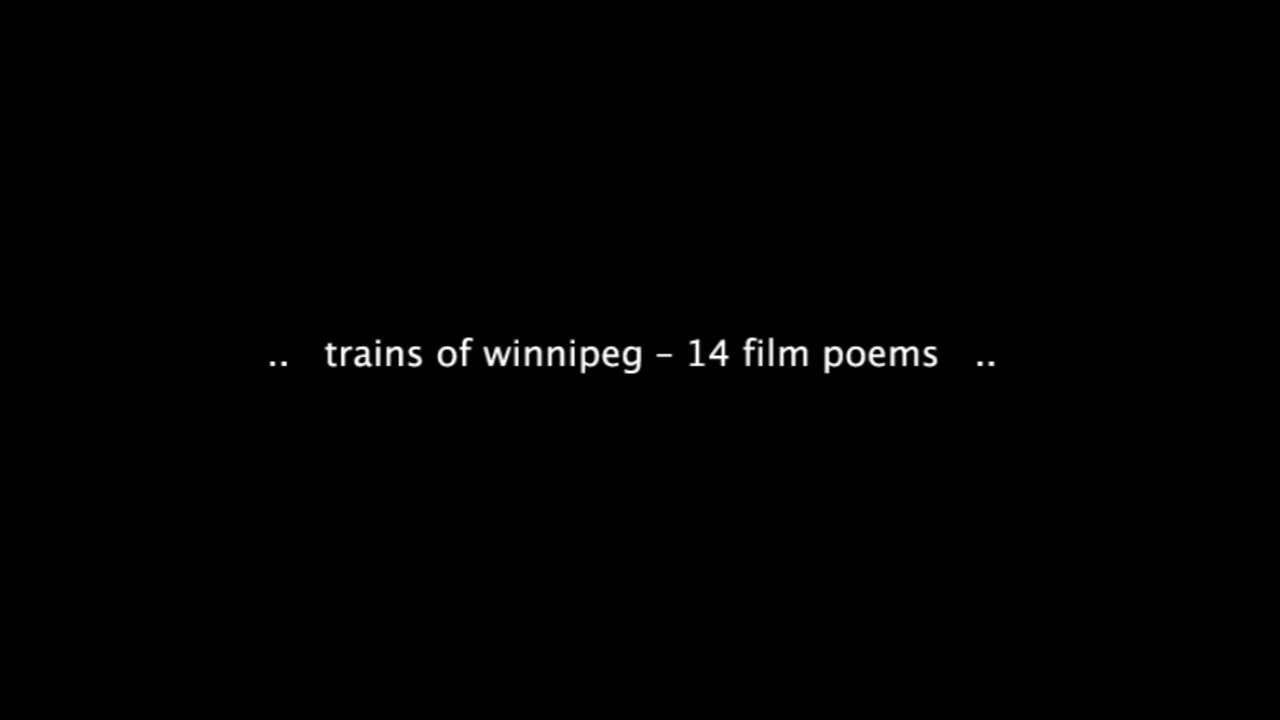 .. trains of winnipeg – 14 film poems ..